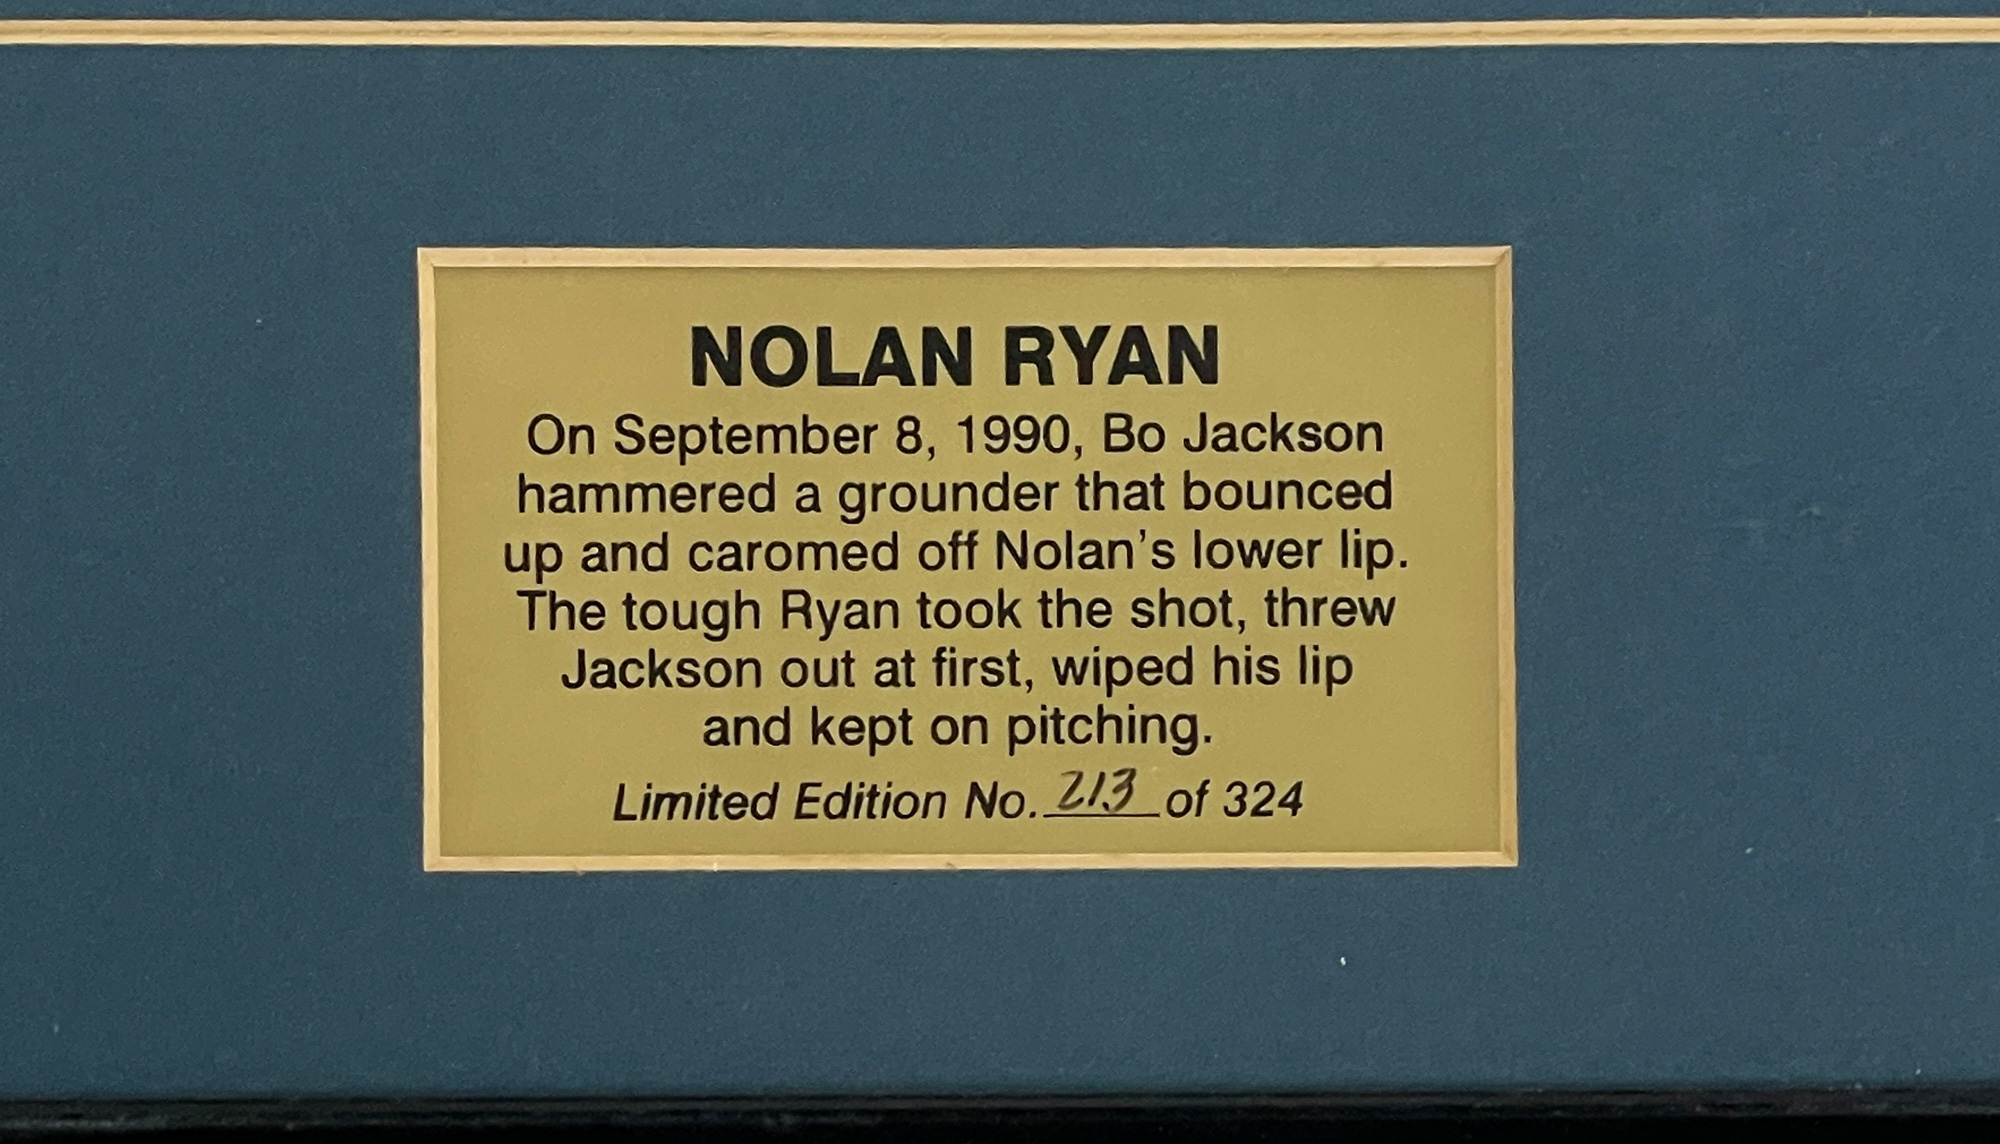 NOLAN RYAN
On September 8, 1990, Bo Jackson
hammered a grounder that bounced
up and caromed off Nolan's lower lip.
The tough Ryan took the shot, threw
Jackson out at first, wiped his lip
and kept on pitching.
Limited Edition No. 213 of 324